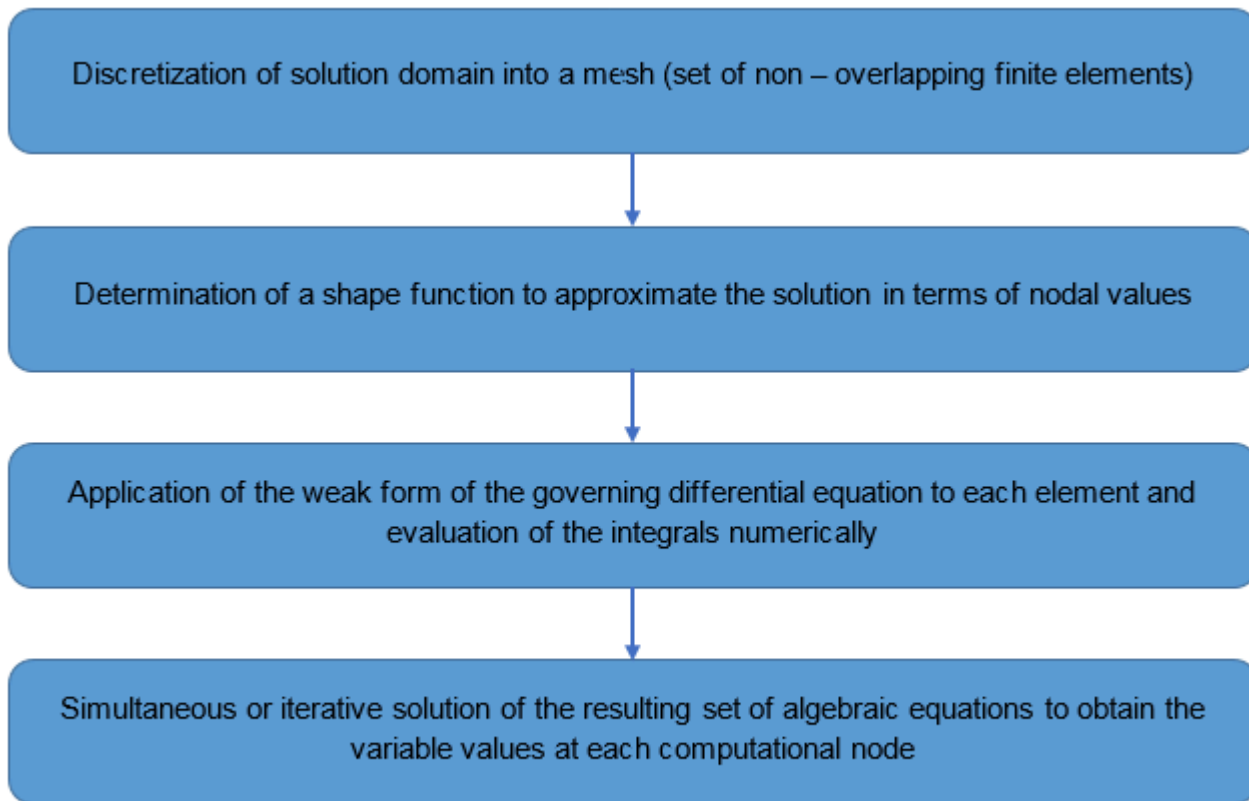 Discretization of solution domain into a mesh (set of non – overlapping finite elements)
Determination of a shape function to approximate the solution in terms of nodal values
Application of the weak form of the governing differential equation to each element and
evaluation of the integrals numerically
Simultaneous or iterative solution of the resulting set of algebraic equations to obtain the
variable values at each computational node